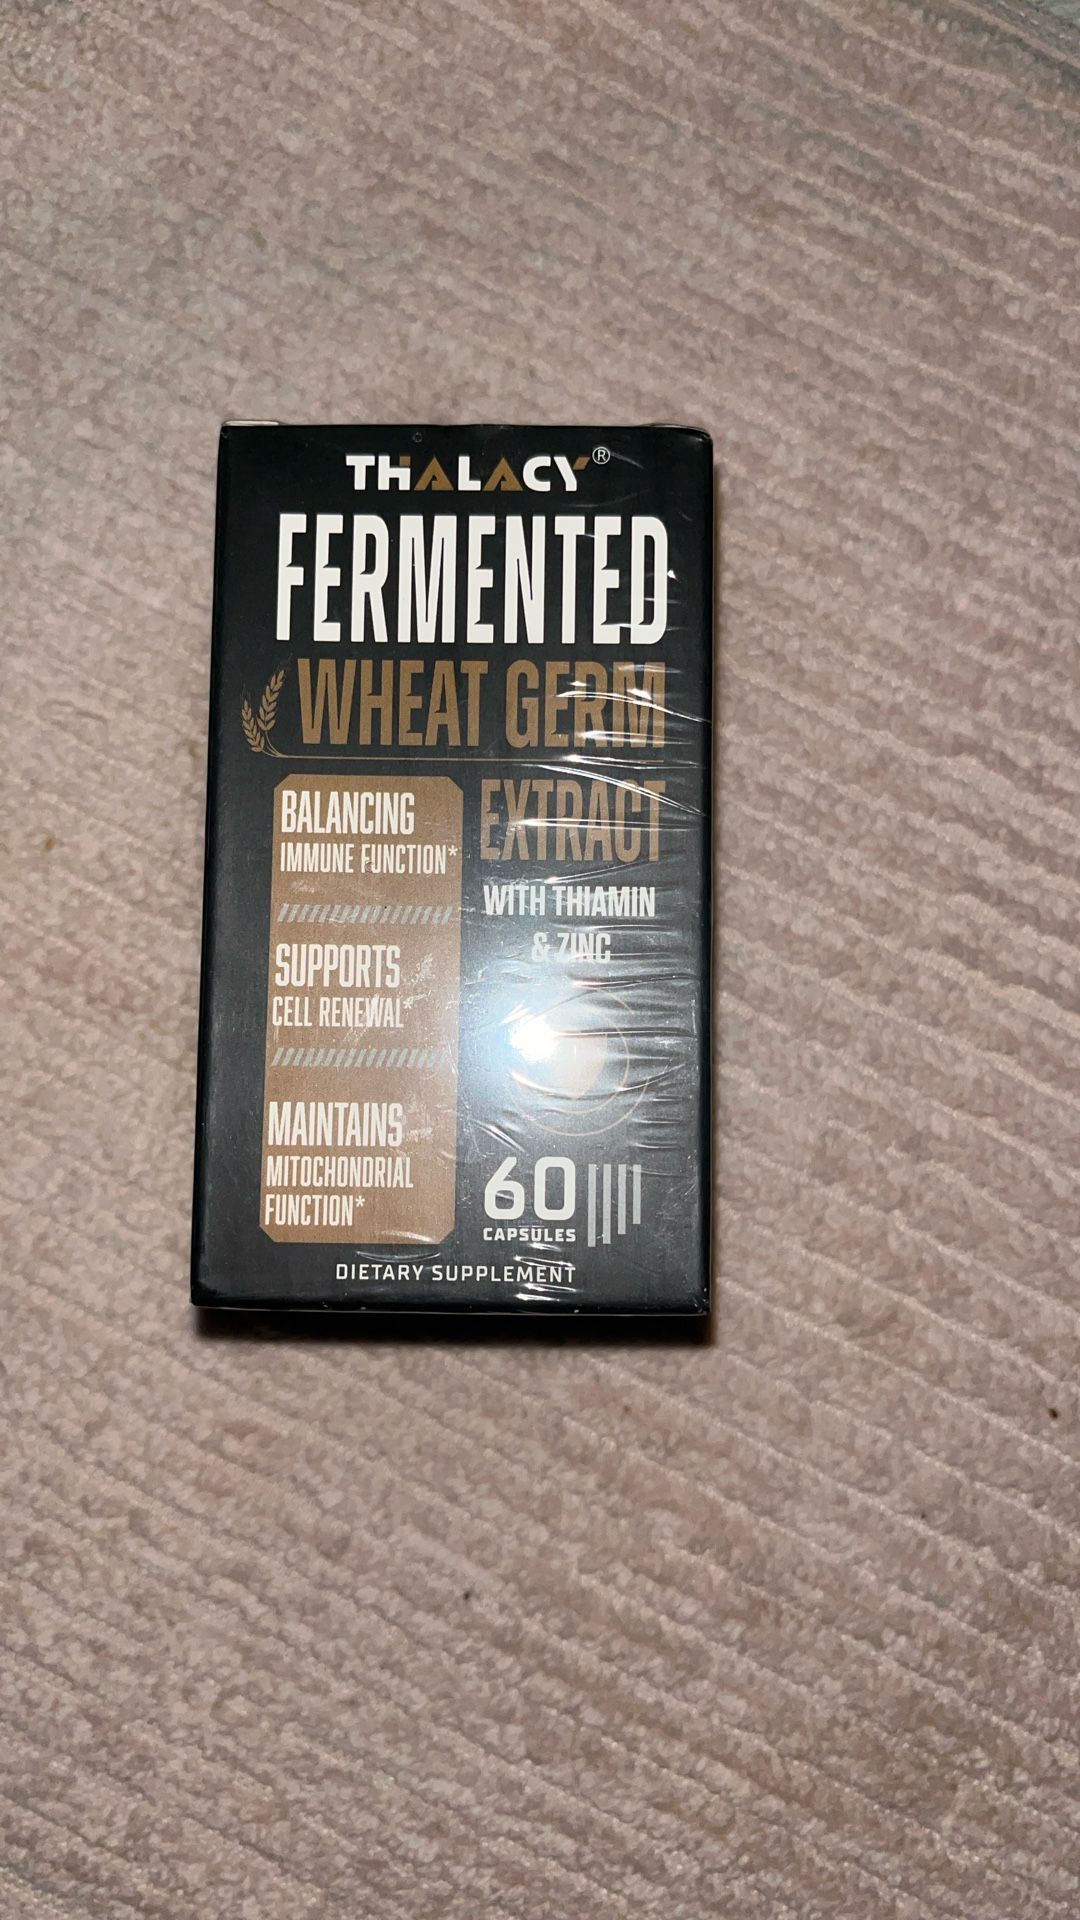 THALACY®
FERMENTED
WHEAT GERM
EXTRACT
WITH THIAMIN
& ZINC
BALANCING
IMMUNE FUNCTION*
SUPPORTS
CELL RENEWAL*
MAINTAINS
MITOCHONDRIAL
FUNCTION*
60
CAPSULES
DIETARY SUPPLEMENT